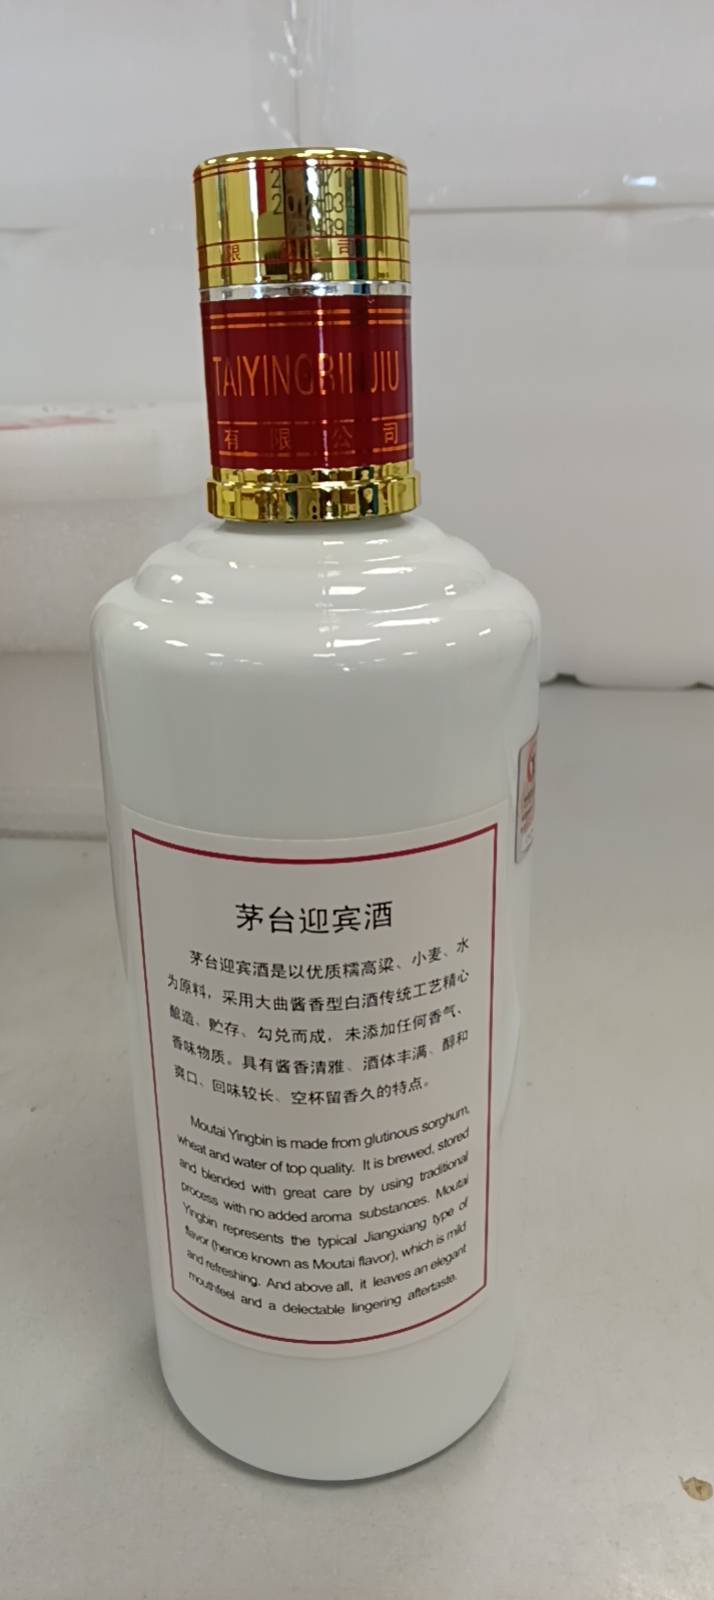 限 公 司
TAIYINGBIN JIU
有 限 公 司
茅台迎宾酒
茅台迎宾酒是以优质糯高粱、小麦、水
为原料，采用大曲酱香型白酒传统工艺精心
酿造、贮存、勾兑而成，未添加任何香气、
香味物质。具有酱香清雅、酒体丰满、醇和
爽口、回味较长、空杯留香久的特点。
Moutai Yingbin is made from glutinous sorghum,
wheat and water of top quality. It is brewed, stored
and blended with great care by using traditional
process with no added aroma substances. Moutai
Yingbin represents the typical Jiangxiang type of
flavor (hence known as Moutai flavor), which is mild
and refreshing. And above all, it leaves an elegant
mouthfeel and a delectable lingering aftertaste.